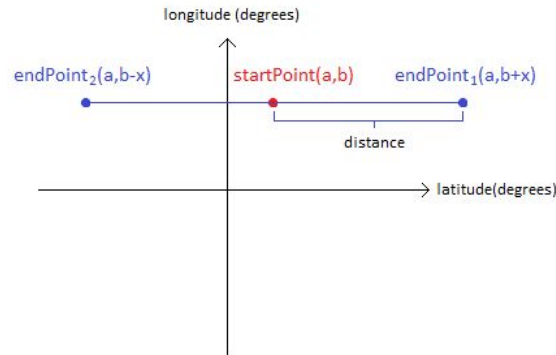 longitude (degrees)
endPoint₂(a,b-x) startPoint(a,b) endPoint₁(a,b+x)
distance
latitude(degrees)